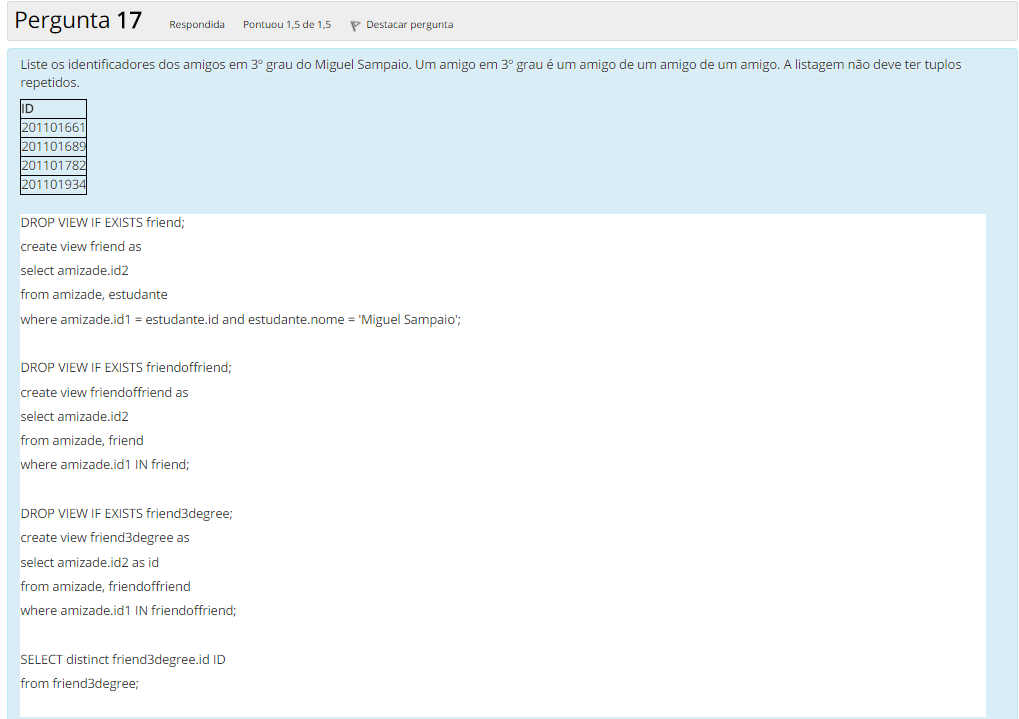 Pergunta 17 Respondida Pontuou 1,5 de 1,5 Destacar pergunta
Liste os identificadores dos amigos em 3º grau do Miguel Sampaio. Um amigo em 3º grau é um amigo de um amigo de um amigo. A listagem não deve ter tuplos
repetidos.
ID
201101661
201101689
201101782
201101934
DROP VIEW IF EXISTS friend;
create view friend as
select amizade.id2
from amizade, estudante
where amizade.id1 = estudante.id and estudante.nome = 'Miguel Sampaio';
DROP VIEW IF EXISTS friendoffriend;
create view friendoffriend as
select amizade.id2
from amizade, friend
where amizade.id1 IN friend;
DROP VIEW IF EXISTS friend3degree;
create view friend3degree as
select amizade.id2 as id
from amizade, friendoffriend
where amizade.id1 IN friendoffriend;
SELECT distinct friend3degree.id ID
from friend3degree;